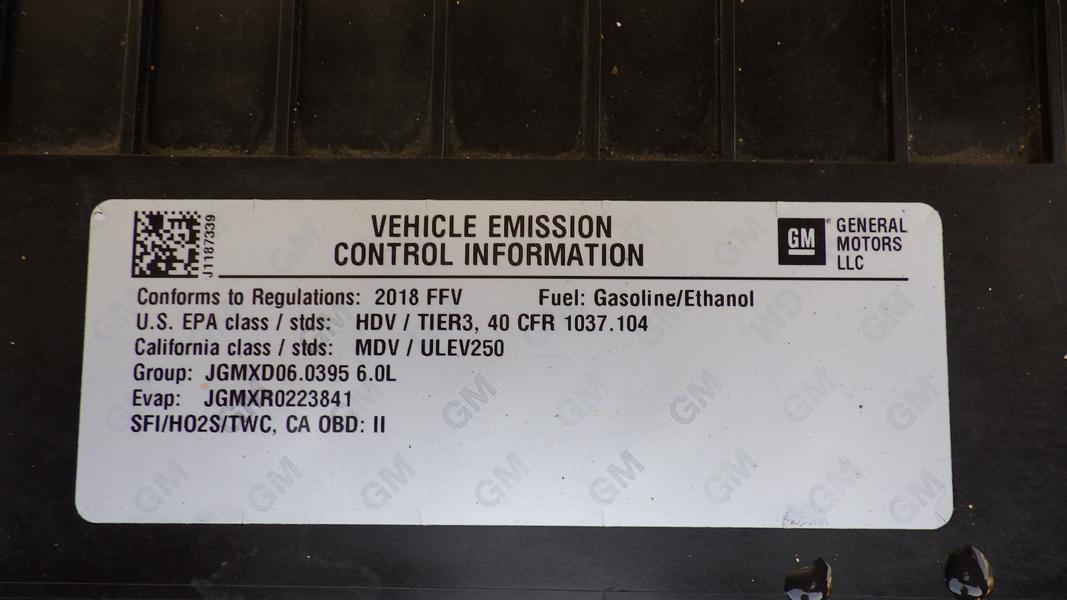 J1187339
VEHICLE EMISSION
CONTROL INFORMATION
GM
GENERAL
MOTORS
LLC
Conforms to Regulations: 2018 FFV Fuel: Gasoline/Ethanol
U.S. EPA class / stds: HDV / TIER3, 40 CFR 1037.104
California class / stds: MDV / ULEV250
Group: JGMXD06.0395 6.0L
Evap: JGMXR0223841
SFI/HO2S/TWC, CA OBD: II